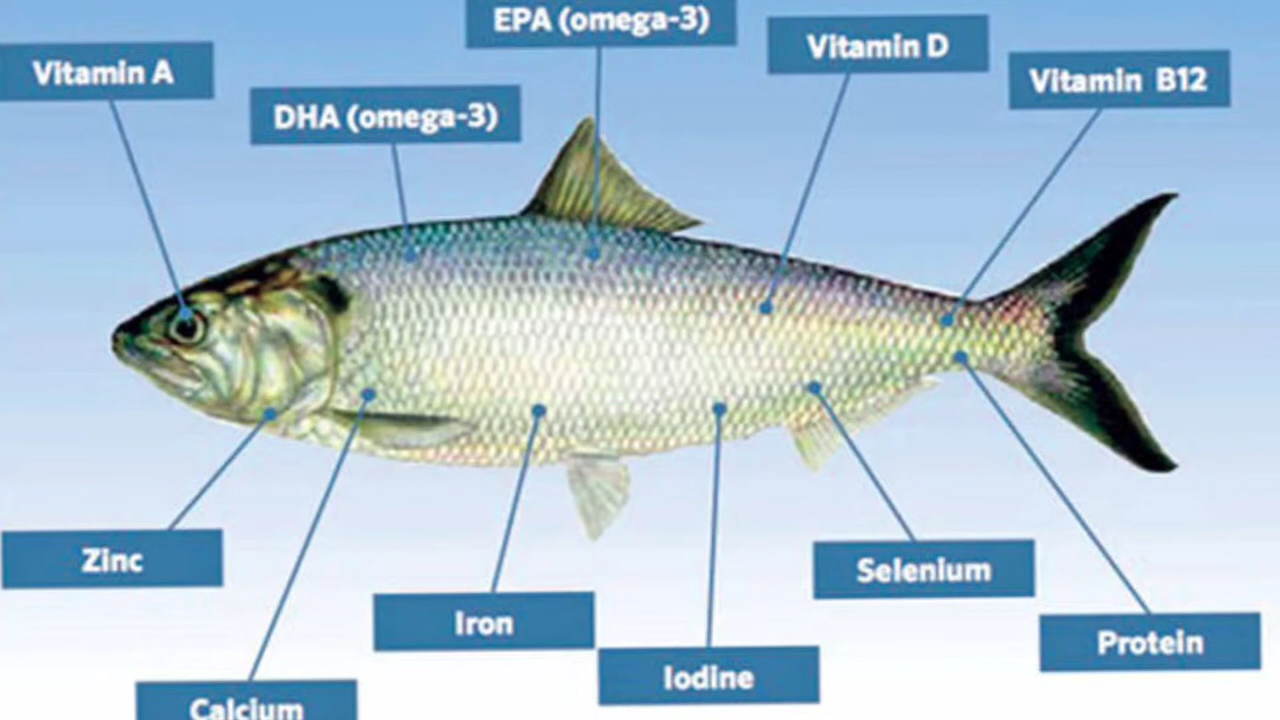 EPA (omega-3)
Vitamin A
DHA (omega-3)
Vitamin D
Vitamin B12
Zinc
Calcium
Iron
Iodine
Selenium
Protein